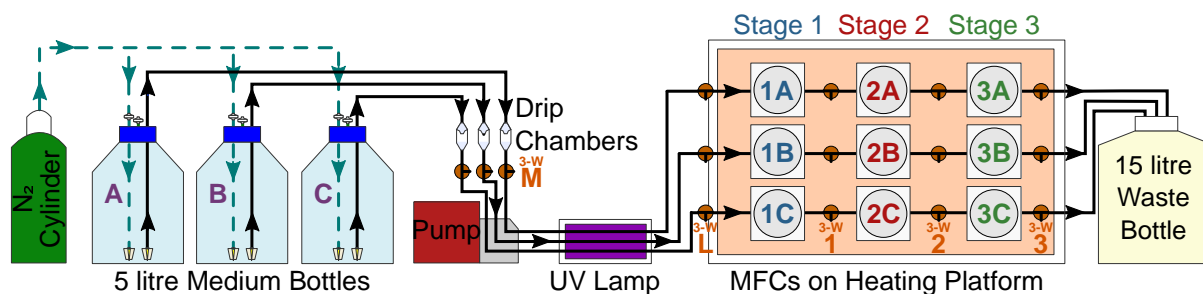 Stage 1 Stage 2 Stage 3
N₂
Cylinder
A
B
C
5 litre Medium Bottles
Drip
Chambers
3-W
M
Pump
UV Lamp
3-W
L
1A 2A 3A
1B 2B 3B
1C 2C 3C
3-W
1
3-W
2
3-W
3
MFCs on Heating Platform
15 litre
Waste
Bottle